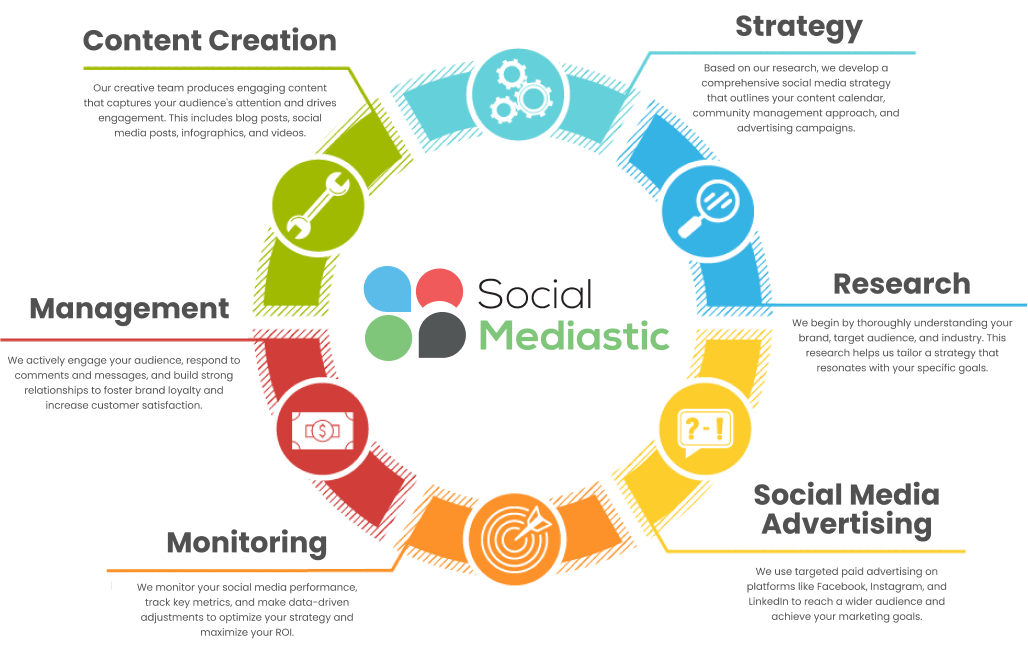 Content Creation
Our creative team produces engaging content
that captures your audience's attention and drives
engagement. This includes blog posts, social
media posts, infographics, and videos.
Strategy
Based on our research, we develop a
comprehensive social media strategy
that outlines your content calendar,
community management approach, and
advertising campaigns.
Management
We actively engage your audience, respond to
comments and messages, and build strong
relationships to foster brand loyalty and
increase customer satisfaction.
Social
Mediastic
Research
We begin by thoroughly understanding your
brand, target audience, and industry. This
research helps us tailor a strategy that
resonates with your specific goals.
$
? - !
Monitoring
We monitor your social media performance,
track key metrics, and make data-driven
adjustments to optimize your strategy and
maximize your ROI.
Social Media
Advertising
We use targeted paid advertising on
platforms like Facebook, Instagram, and
LinkedIn to reach a wider audience and
achieve your marketing goals.